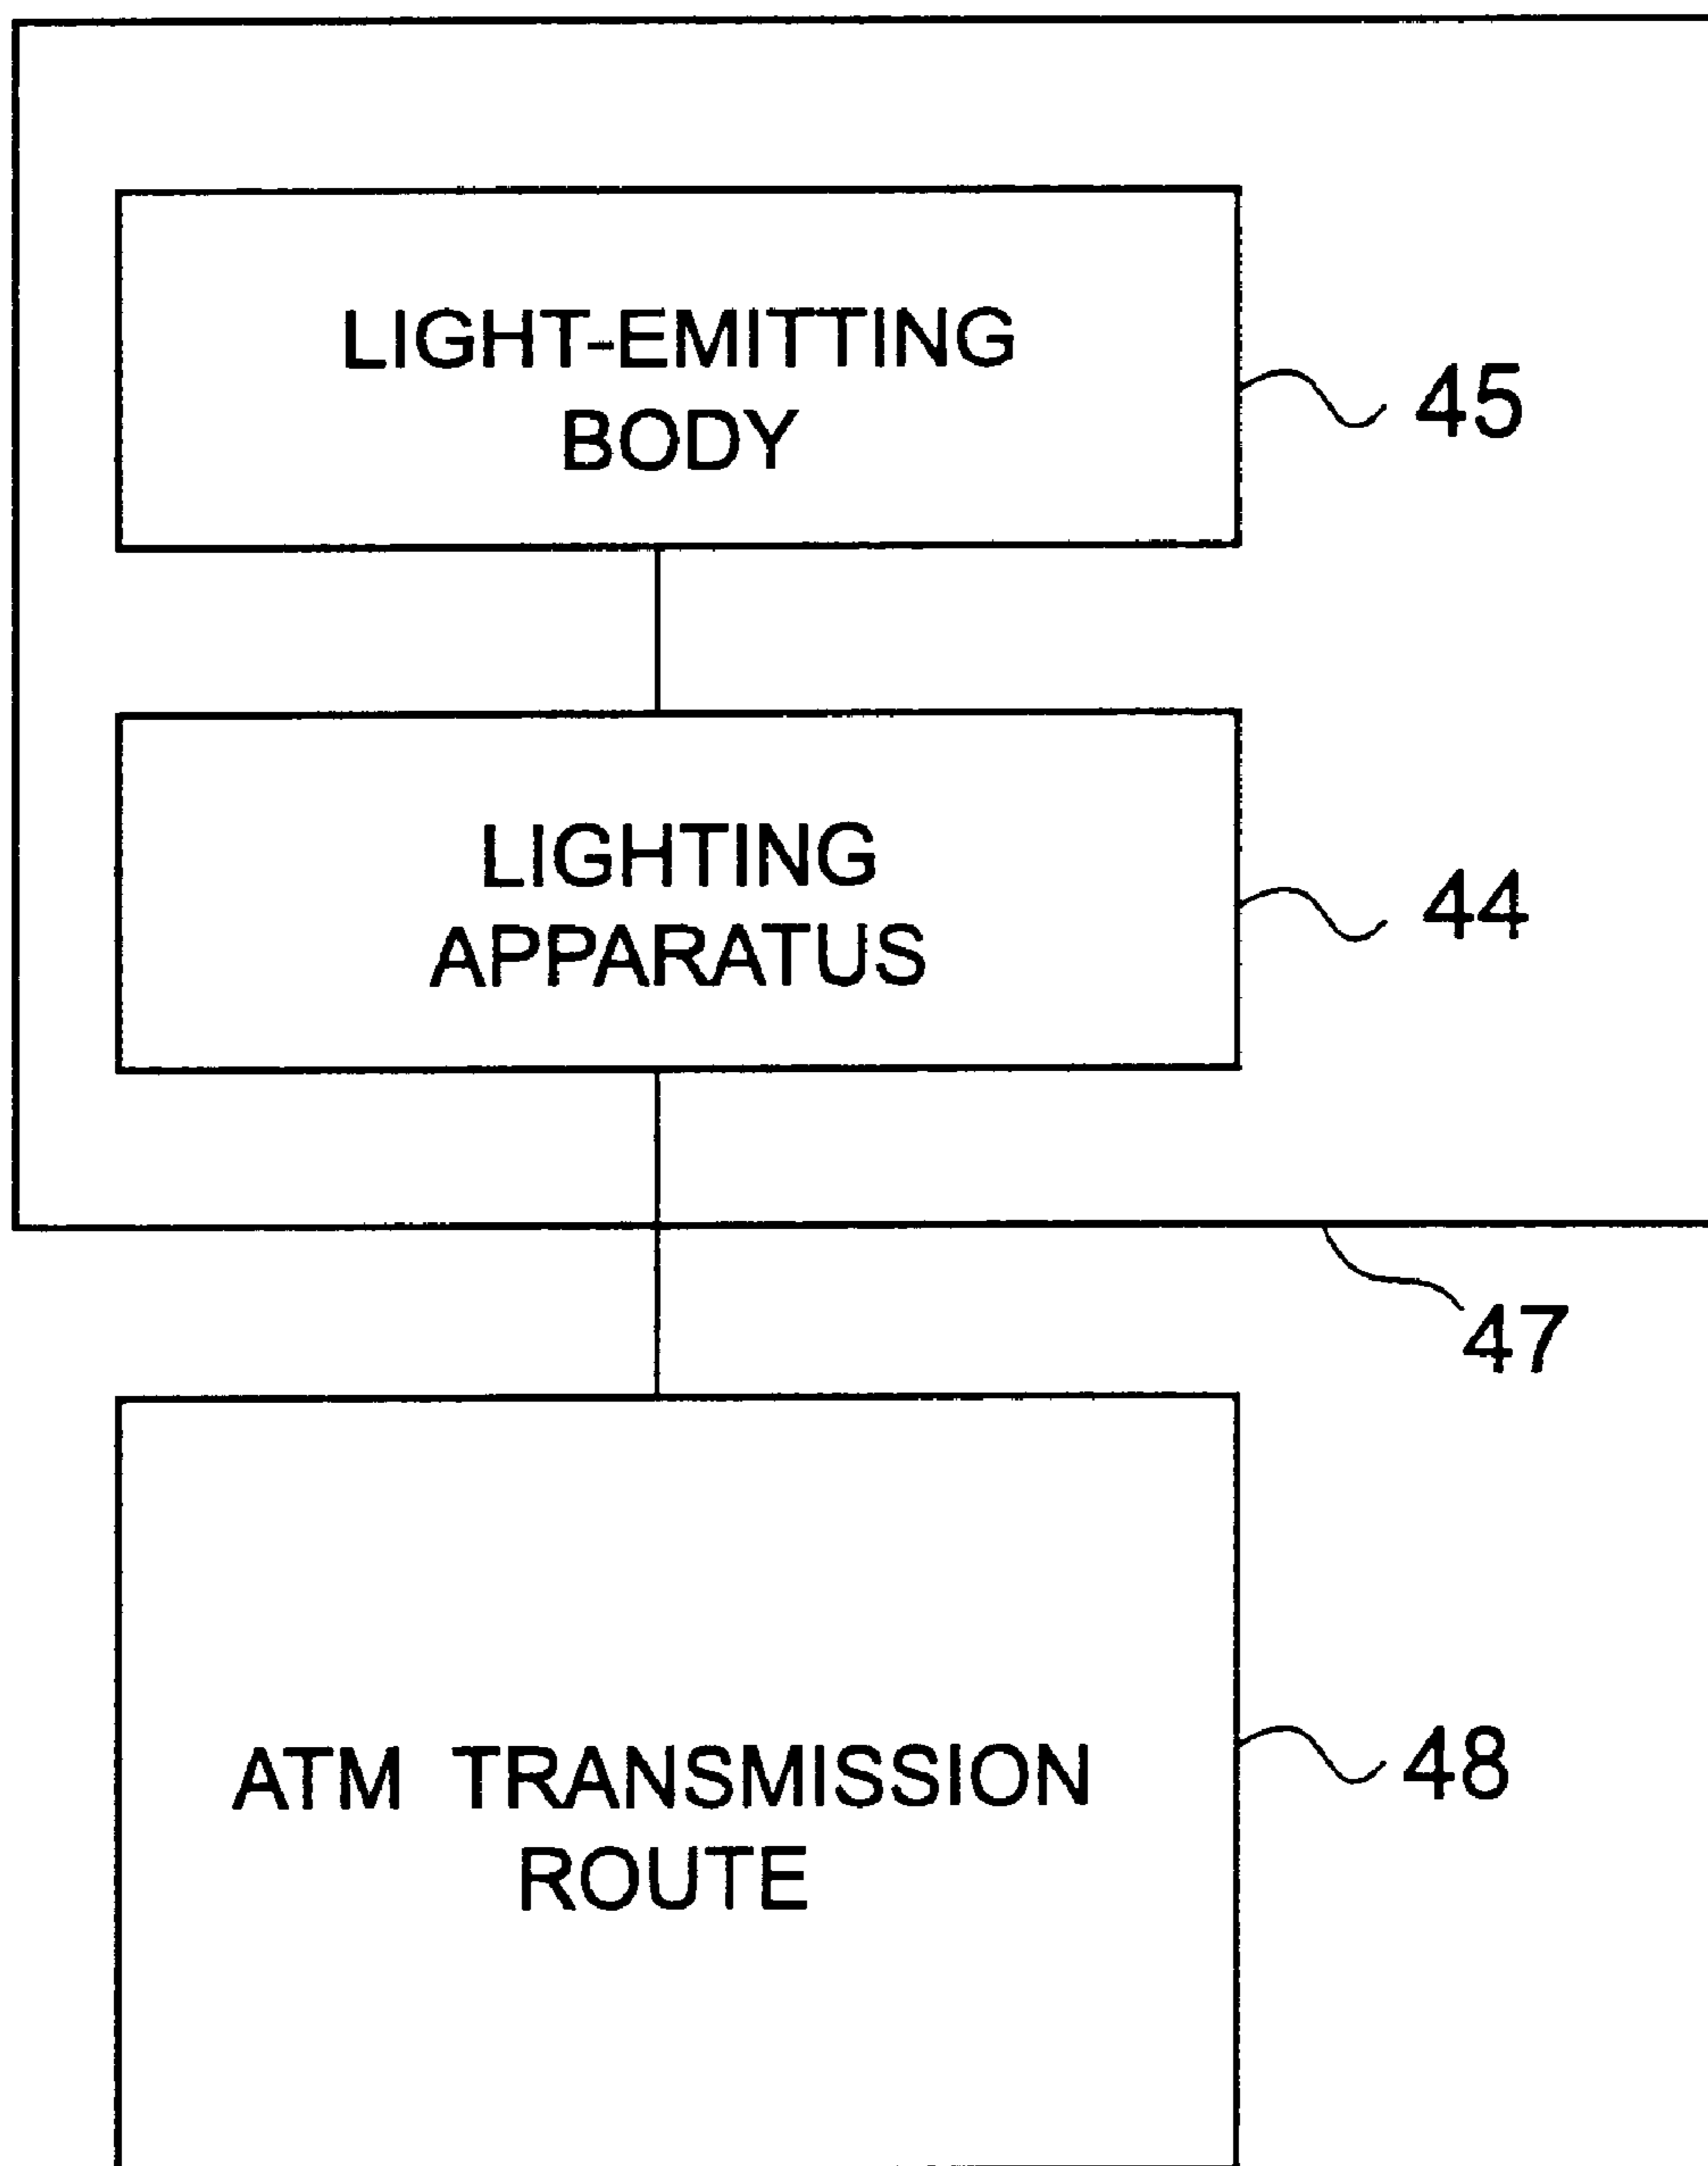 LIGHT-EMITTING
BODY
45
LIGHTING
APPARATUS
44
47
ATM TRANSMISSION
ROUTE
48